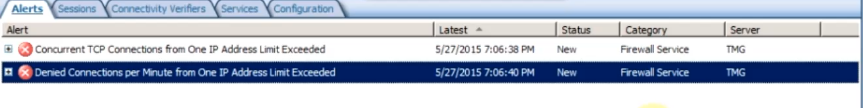 Alerts Sessions Connectivity Verifiers Services Configuration
Alert Latest Status Category Server
Concurrent TCP Connections from One IP Address Limit Exceeded 5/27/2015 7:06:38 PM New Firewall Service TMG
Denied Connections per Minute from One IP Address Limit Exceeded 5/27/2015 7:06:40 PM New Firewall Service TMG